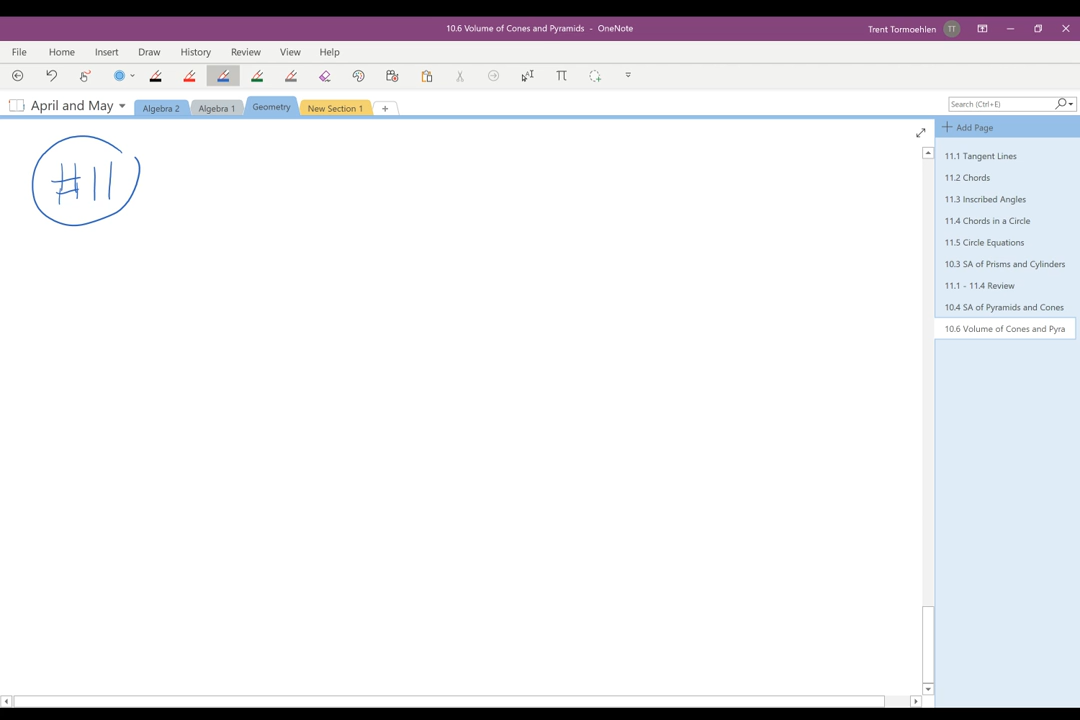 10.6 Volume of Cones and Pyramids - OneNote
Trent Tormoehlen TT
File Home Insert Draw History Review View Help
April and May Algebra 2 Algebra 1 Geometry New Section 1 +
Search (Ctrl+E)
Add Page
#11
11.1 Tangent Lines
11.2 Chords
11.3 Inscribed Angles
11.4 Chords in a Circle
11.5 Circle Equations
10.3 SA of Prisms and Cylinders
11.1 - 11.4 Review
10.4 SA of Pyramids and Cones
10.6 Volume of Cones and Pyra